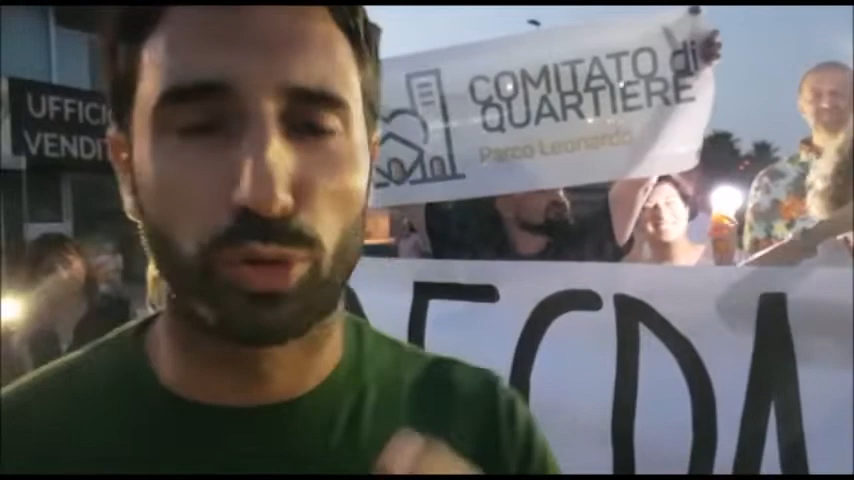 UFFICI
VENDIT
COMITATO di
QUARTIERE
Parco Leonardo